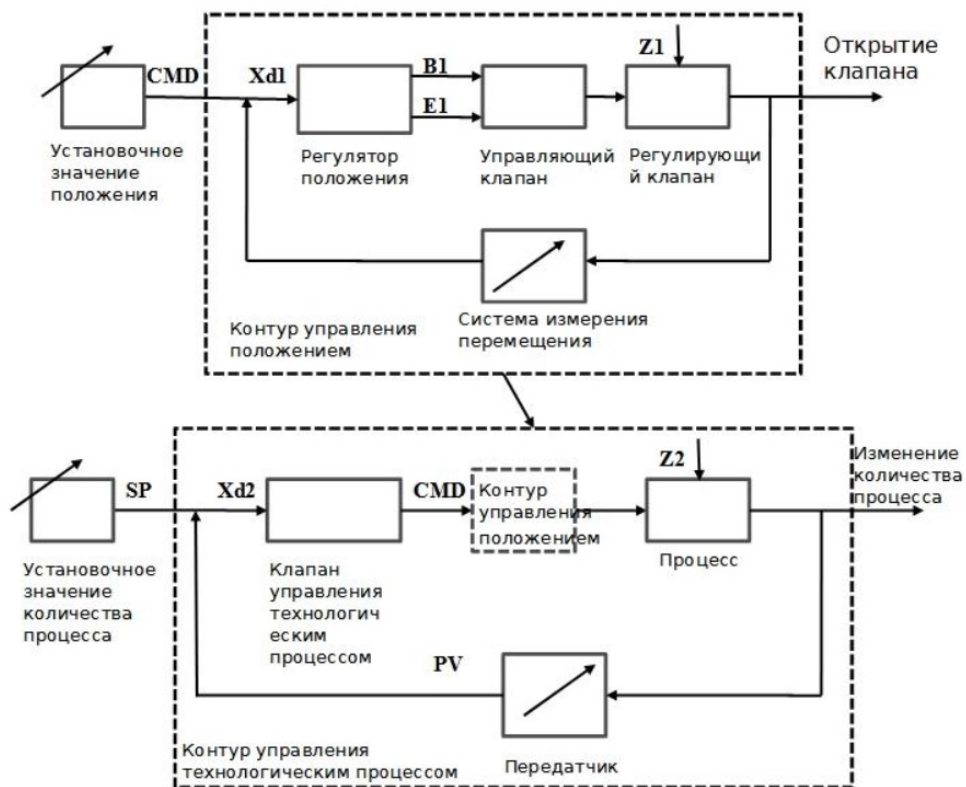 Z1
Открытие
клапана
CMD
Xd1
B1
E1
Установочное
значение
положения
Регулятор
положения
Управляющий
клапан
Регулирующи
й клапан
Контур управления
положением
Система измерения
перемещения
Z2
Изменение
количества
процесса
SP
Xd2
CMD
Контур
управления
положением
Установочное
значение
количества
процесса
Клапан
управления
технологич
еским
процессом
Процесс
PV
Контур управления
технологическим процессом
Передатчик